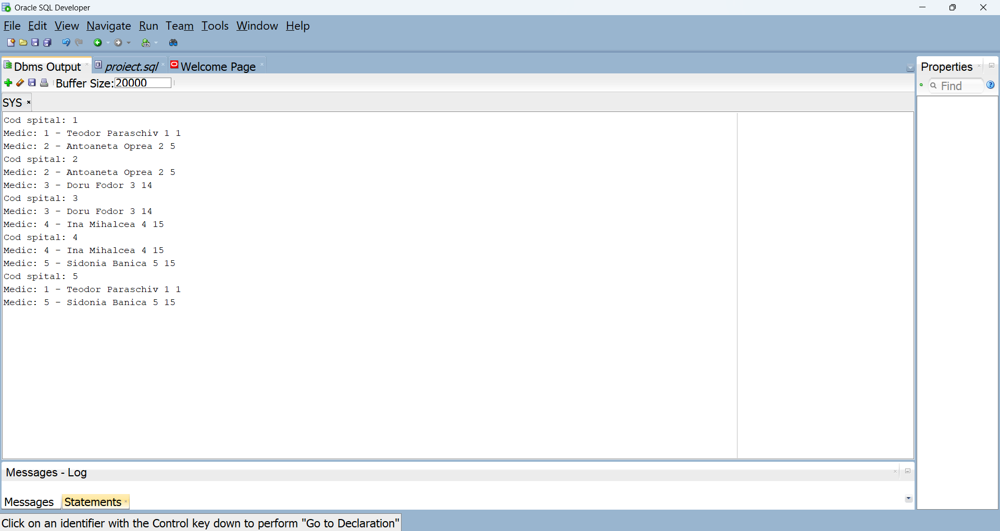 Oracle SQL Developer
File Edit View Navigate Run Team Tools Window Help
Dbms Output proiect.sql Welcome Page
Properties
Buffer Size: 20000
Find
SYS
Cod spital: 1
Medic: 1 - Teodor Paraschiv 1 1
Medic: 2 - Antoaneta Oprea 2 5
Cod spital: 2
Medic: 2 - Antoaneta Oprea 2 5
Medic: 3 - Doru Fodor 3 14
Cod spital: 3
Medic: 3 - Doru Fodor 3 14
Medic: 4 - Ina Mihalcea 4 15
Cod spital: 4
Medic: 4 - Ina Mihalcea 4 15
Medic: 5 - Sidonia Banica 5 15
Cod spital: 5
Medic: 1 - Teodor Paraschiv 1 1
Medic: 5 - Sidonia Banica 5 15
Messages - Log
Messages Statements
Click on an identifier with the Control key down to perform "Go to Declaration"